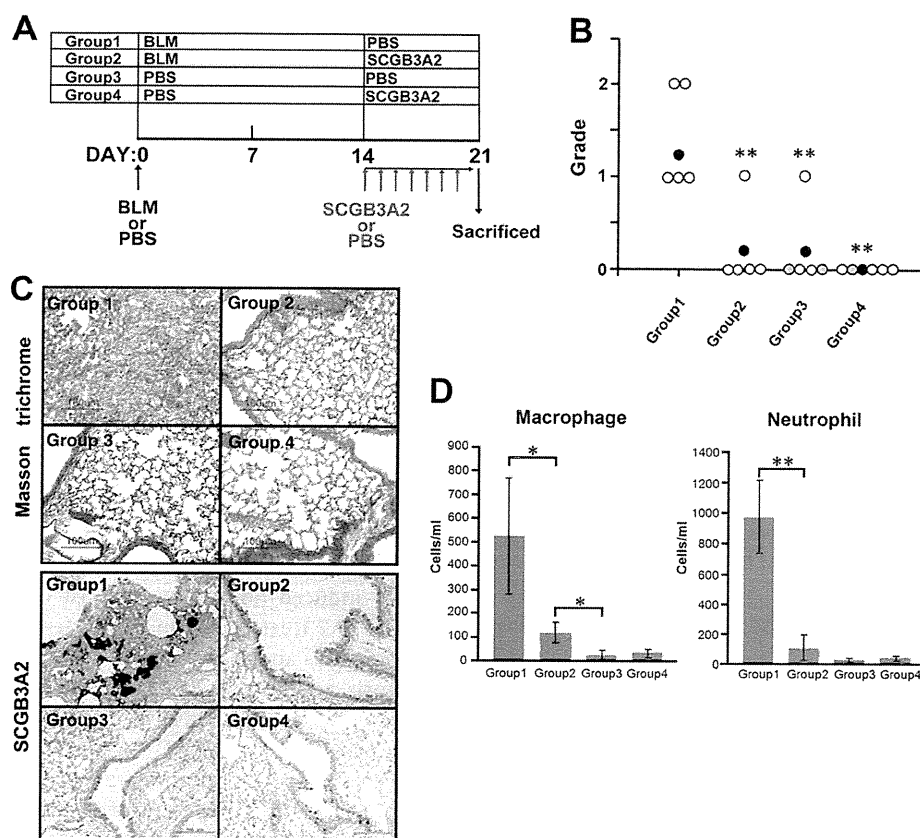 A
Group1 BLM PBS
Group2 BLM SCGB3A2
Group3 PBS PBS
Group4 PBS SCGB3A2
DAY:0 7 14 21
BLM
or
PBS
SCGB3A2
or
PBS
Sacrificed
B
Grade
2
1
0
** **
**
Group1 Group2 Group3 Group4
C
Masson trichrome
Group 1
100μm
Group 2
100μm
Group 3
100μm
Group 4
100μm
SCGB3A2
Group1
Group2
Group3
Group4
D
Macrophage
Cells/ml
900
800
700
600
500
400
300
200
100
0
*
*
Group1 Group2 Group3 Group4
Neutrophil
Cells/ml
1400
1200
1000
800
600
400
200
0
**
Group1 Group2 Group3 Group4